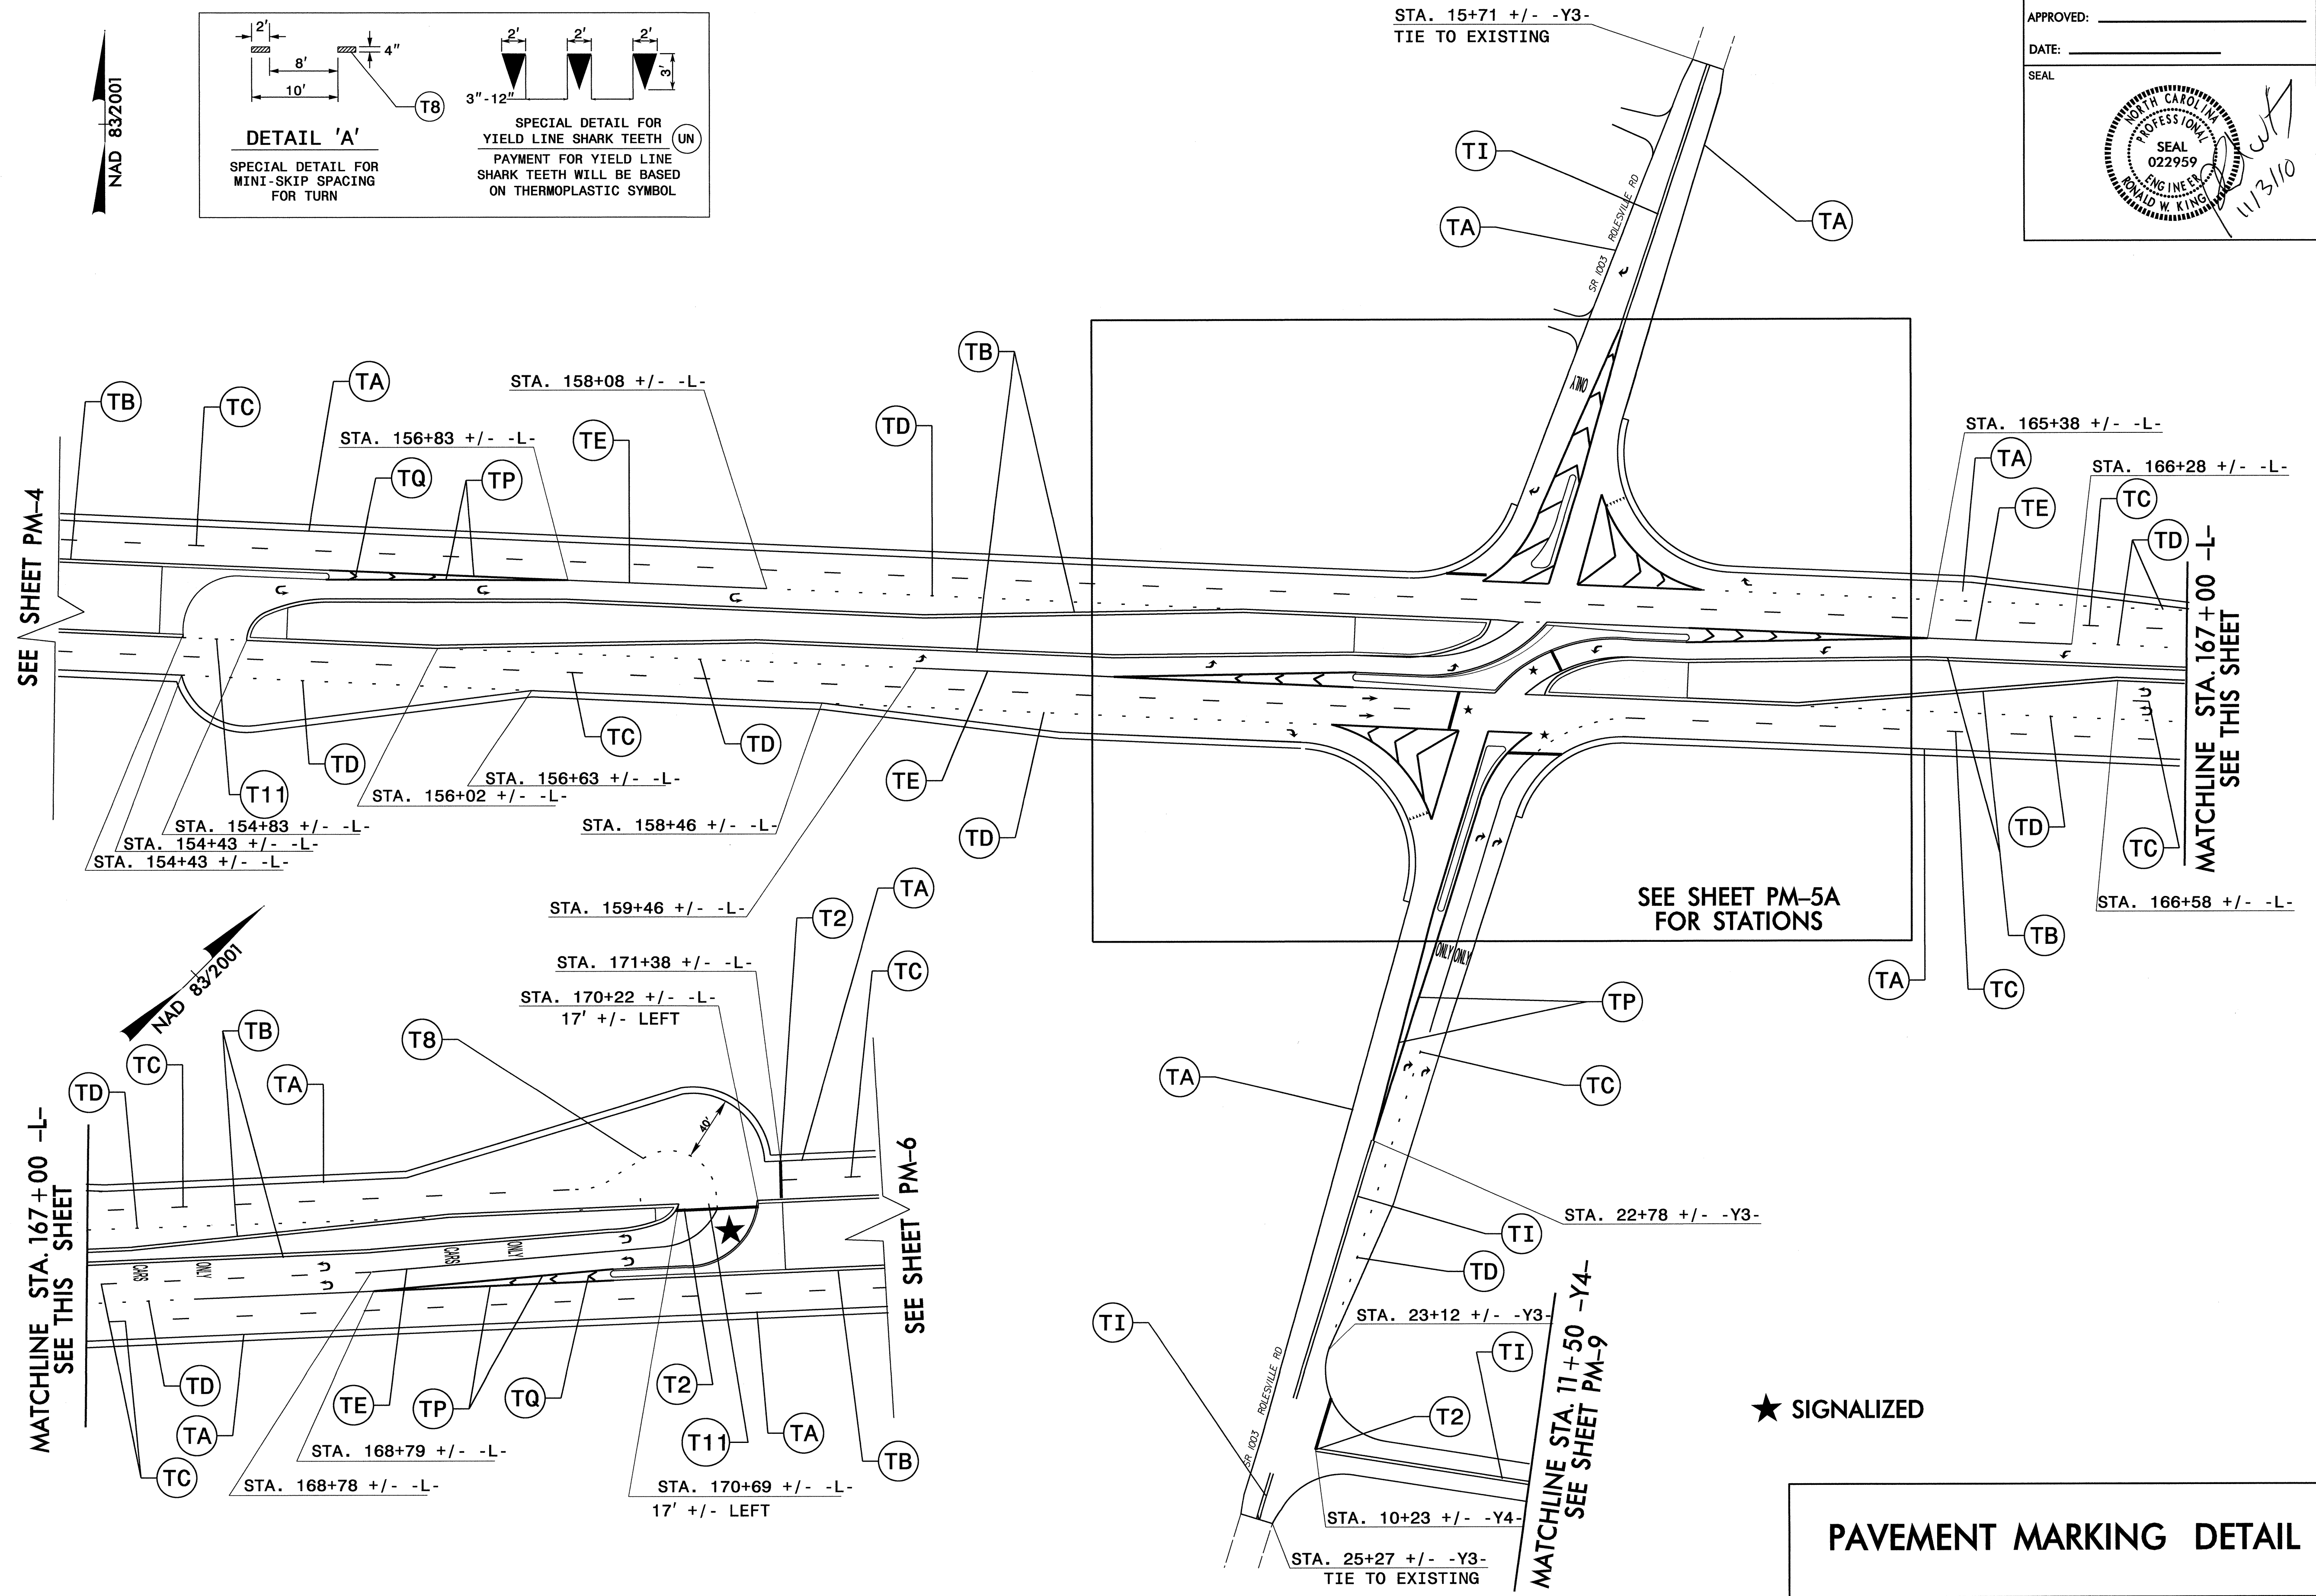 NAD 83/2001
2'
4"
8'
10'
T8
DETAIL 'A'
SPECIAL DETAIL FOR
MINI-SKIP SPACING
FOR TURN
2'
2'
2'
3'
3"-12"
SPECIAL DETAIL FOR
YIELD LINE SHARK TEETH
UN
PAYMENT FOR YIELD LINE
SHARK TEETH WILL BE BASED
ON THERMOPLASTIC SYMBOL
STA. 15+71 +/- -Y3-
TIE TO EXISTING
APPROVED:
DATE:
SEAL
NORTH CAROLINA
PROFESSIONAL
SEAL
022959
ENGINEER
RONALD W. KING
11/3/10
TI
TA
TA
SR 1003 ROLESVILLE RD
ONLY
SEE SHEET PM-4
TB
TC
TA
STA. 156+83 +/- -L-
TQ
TP
STA. 158+08 +/- -L-
TE
TD
TB
STA. 165+38 +/- -L-
TA
STA. 166+28 +/- -L-
TC
TE
TD
MATCHLINE STA. 167+00 -L-
SEE THIS SHEET
T11
TD
TC
TD
TE
TD
STA. 156+63 +/- -L-
STA. 156+02 +/- -L-
STA. 154+83 +/- -L-
STA. 154+43 +/- -L-
STA. 154+43 +/- -L-
STA. 158+46 +/- -L-
STA. 159+46 +/- -L-
SEE SHEET PM-5A
FOR STATIONS
TD
TC
STA. 166+58 +/- -L-
TB
TA
TC
ONLY
ONLY
TP
TC
TA
STA. 22+78 +/- -Y3-
TI
TD
STA. 23+12 +/- -Y3-
TI
TI
T2
SR 1003 ROLESVILLE RD
STA. 10+23 +/- -Y4-
STA. 25+27 +/- -Y3-
TIE TO EXISTING
MATCHLINE STA. 11+50 -Y4-
SEE SHEET PM-9
NAD 83/2001
STA. 171+38 +/- -L-
STA. 170+22 +/- -L-
17' +/- LEFT
T2
TA
TC
T8
TB
TC
TD
TA
40'
MATCHLINE STA. 167+00 -L-
SEE THIS SHEET
CARS
ONLY
CARS
ONLY
SEE SHEET PM-6
TD
TA
TC
TE
TP
TQ
T2
T11
TA
TB
STA. 168+79 +/- -L-
STA. 168+78 +/- -L-
STA. 170+69 +/- -L-
17' +/- LEFT
★ SIGNALIZED
PAVEMENT MARKING DETAIL